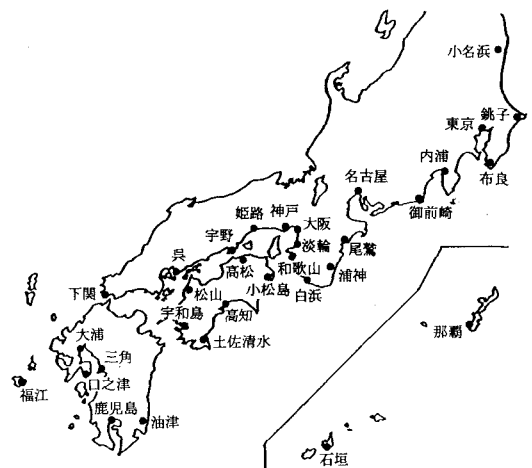 小名浜
銚子
東京
内浦
布良
名古屋
御前崎
神戸
姫路
大阪
宇野
淡輪
尾鷲
呉
高松
和歌山
浦神
小松島
白浜
下関
松山
宇和島
高知
土佐清水
大浦
三角
口之津
福江
鹿児島
油津
那覇
石垣